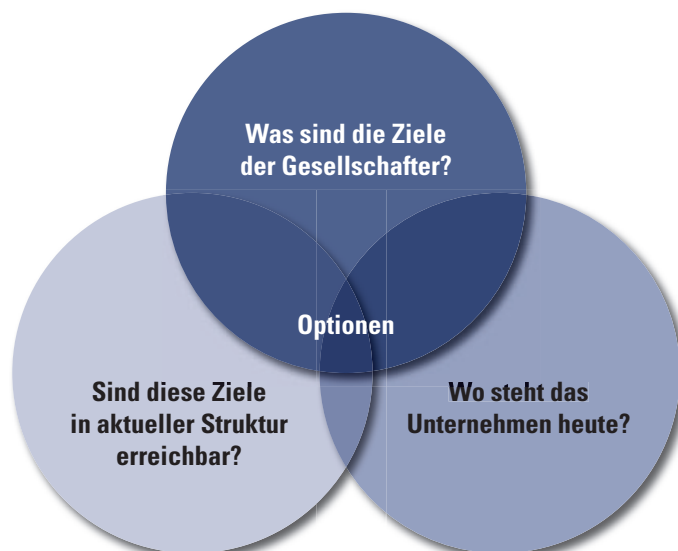 Was sind die Ziele
der Gesellschafter?
Optionen
Sind diese Ziele
in aktueller Struktur
erreichbar?
Wo steht das
Unternehmen heute?